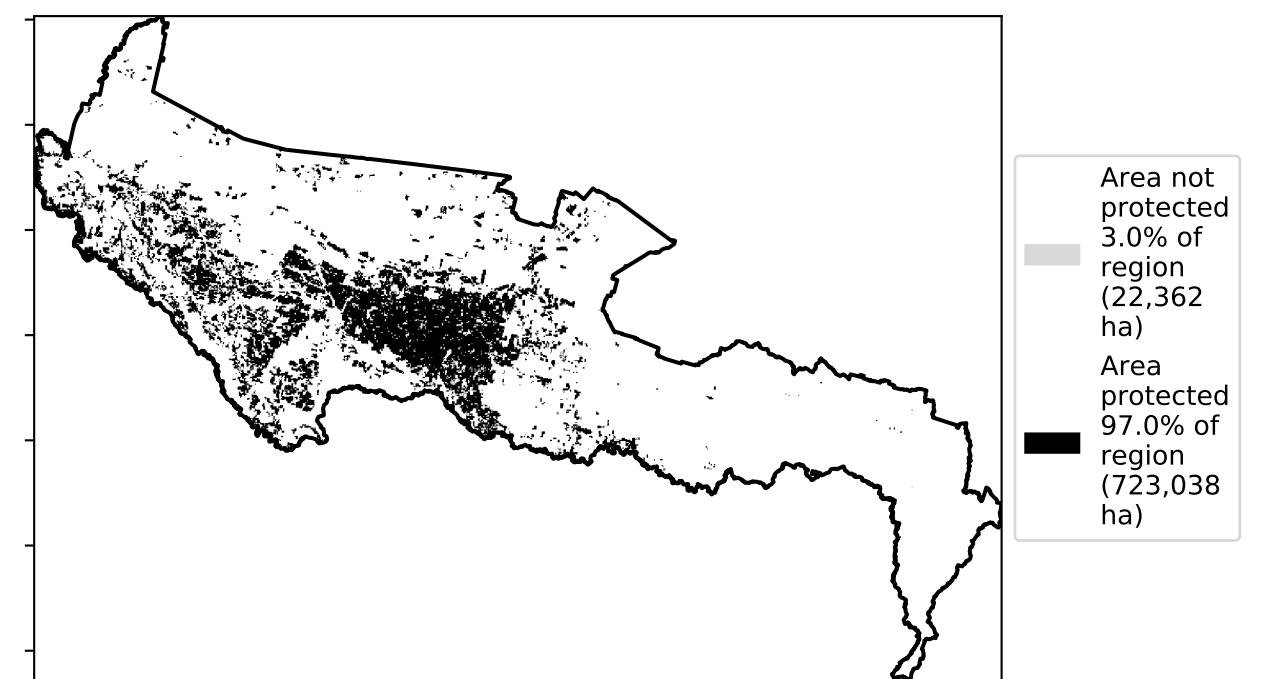 Area not
protected
3.0% of
region
(22,362
ha)
Area
protected
97.0% of
region
(723,038
ha)